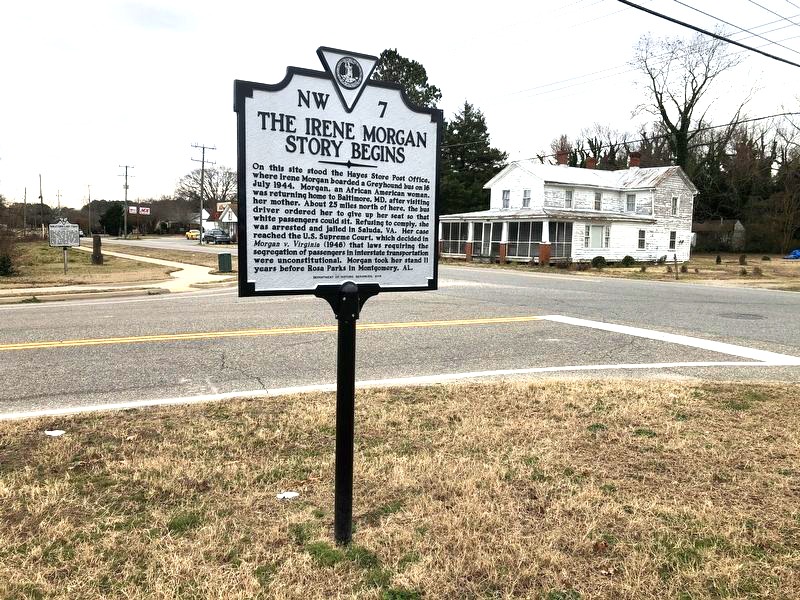 NW 7
THE IRENE MORGAN
STORY BEGINS
On this site stood the Hayes Store Post Office,
where Irene Morgan boarded a Greyhound bus on 16
July 1944. Morgan, an African American woman,
was returning home to Baltimore, MD, after visiting
her mother. About 25 miles north of here, the bus
driver ordered her to give up her seat so that
white passengers could sit. Refusing to comply, she
was arrested and jailed in Saluda, VA. Her case
reached the U.S. Supreme Court, which decided in
Morgan v. Virginia (1946) that laws requiring the
segregation of passengers in interstate transportation
were unconstitutional. Morgan took her stand 11
years before Rosa Parks in Montgomery, AL.
ACE